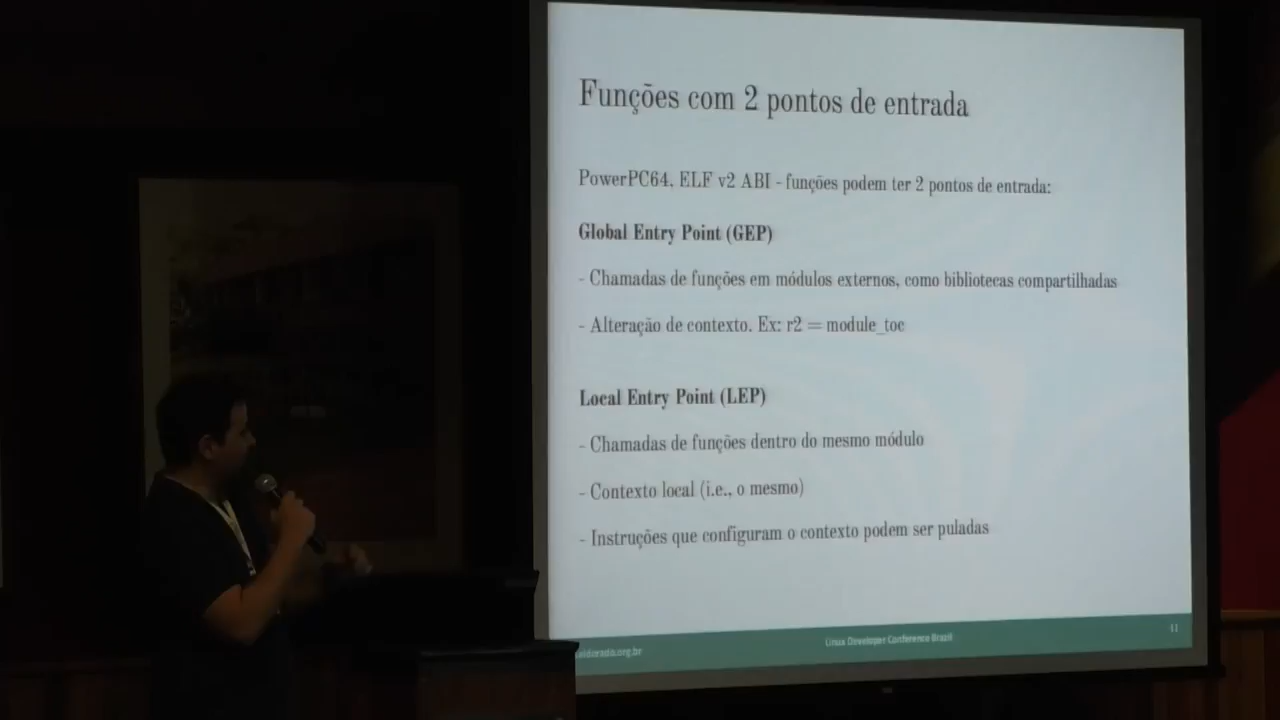 Funções com 2 pontos de entrada
PowerPC64, ELF v2 ABI - funções podem ter 2 pontos de entrada:
Global Entry Point (GEP)
- Chamadas de funções em módulos externos, como bibliotecas compartilhadas
- Alteração de contexto. Ex: r2 = module_toc
Local Entry Point (LEP)
- Chamadas de funções dentro do mesmo módulo
- Contexto local (i.e., o mesmo)
- Instruções que configuram o contexto podem ser puladas
Linux Developer Conference Brazil
11